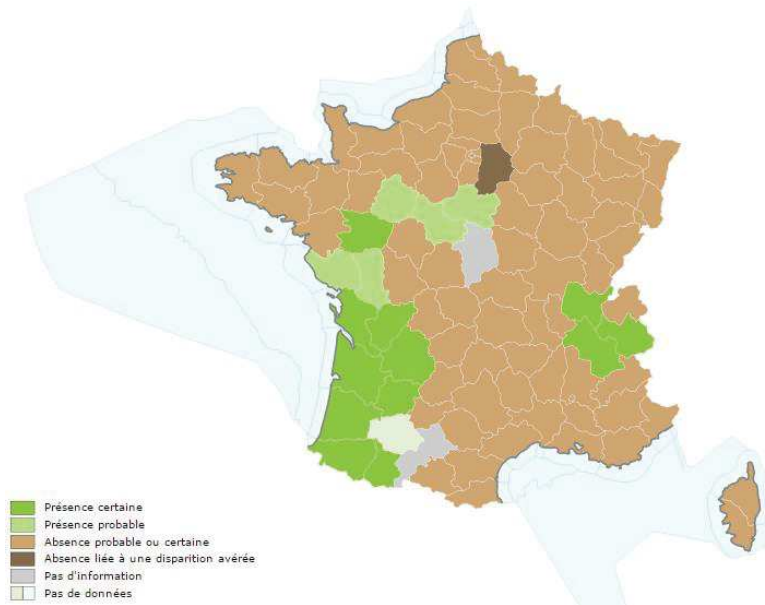 Présence certaine
Présence probable
Absence probable ou certaine
Absence liée à une disparition avérée
Pas d'information
Pas de données